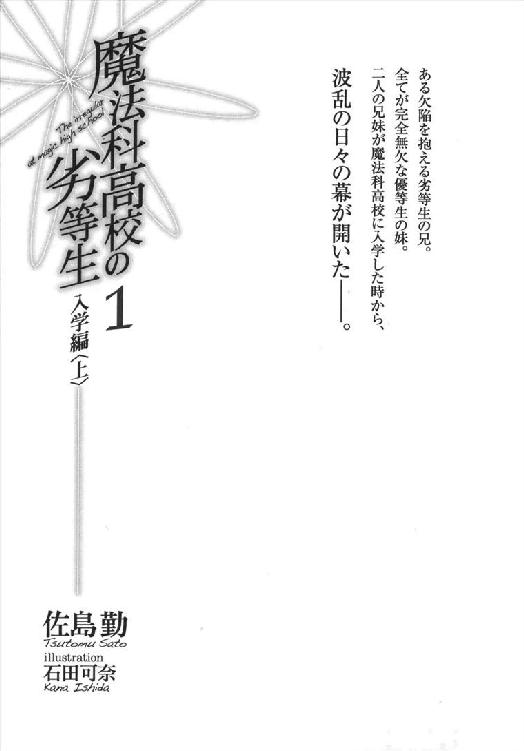 ある欠陥を抱える劣等生の兄。
全てが完全無欠な優等生の妹。
二人の兄妹が魔法科高校に入学した時から、
波乱の日々の幕が開いた――。
魔法科高校の
劣等生
The irregular
at magic high school
1
入学編〈上〉
佐島 勤
Tsutomu Sato
illustration
石田可奈
Kana Ishida